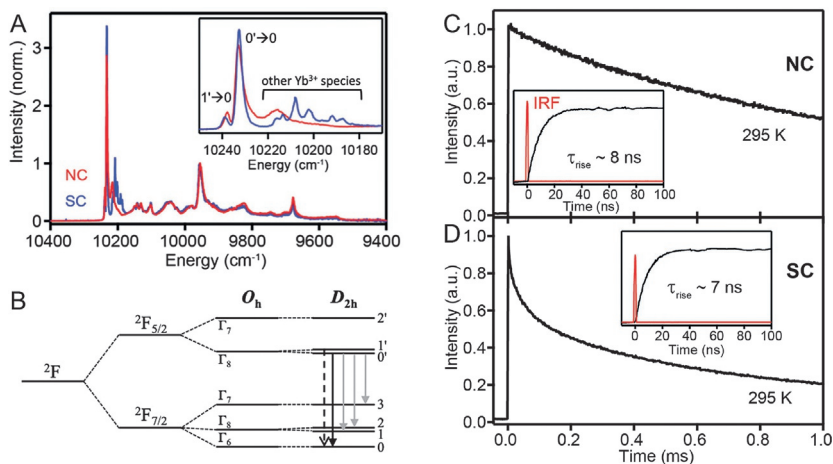 A
Intensity (norm.)
3
2
1
0
NC
SC
0'→0
1'→0
other Yb³⁺ species
10240
10220
10200
10180
Energy (cm⁻¹)
10400
10200
10000
9800
9600
9400
Energy (cm⁻¹)
B
Oh
D2h
²F
²F5/2
²F7/2
Γ7
Γ8
Γ7
Γ8
Γ6
2'
1'
0'
3
2
1
0
C
Intensity (a.u.)
1.0
0.8
0.6
0.4
0.2
0.0
NC
295 K
IRF
τrise ~ 8 ns
0 20 40 60 80 100
Time (ns)
D
Intensity (a.u.)
1.0
0.8
0.6
0.4
0.2
0.0
SC
295 K
τrise ~ 7 ns
0 20 40 60 80 100
Time (ns)
0.0 0.2 0.4 0.6 0.8 1.0
Time (ms)